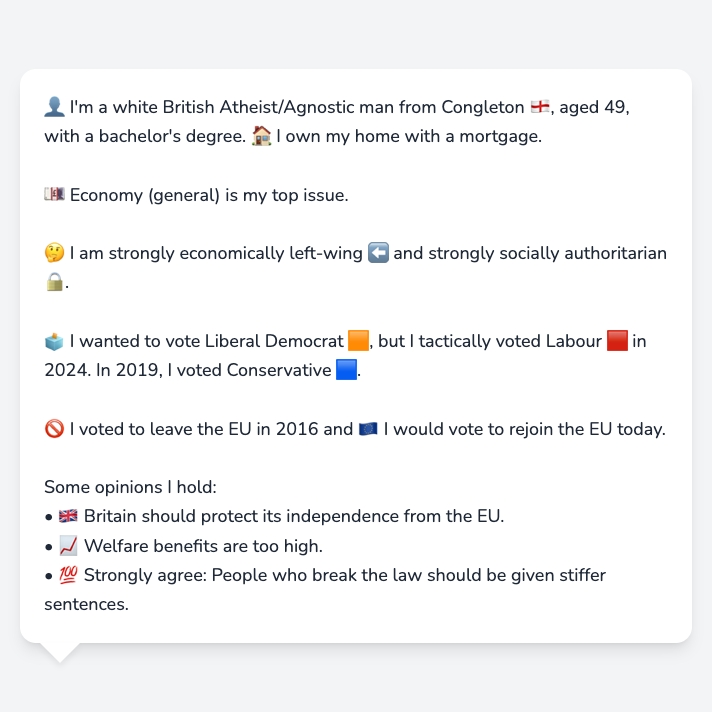 👤 I'm a white British Atheist/Agnostic man from Congleton 🏴󠁧󠁢󠁥󠁮󠁧󠁿, aged 49,
with a bachelor's degree. 🏠 I own my home with a mortgage.
💷 Economy (general) is my top issue.
🤔 I am strongly economically left-wing ⬅️ and strongly socially authoritarian
🔒.
🗳️ I wanted to vote Liberal Democrat 🟧, but I tactically voted Labour 🟥 in
2024. In 2019, I voted Conservative 🟦.
🚫 I voted to leave the EU in 2016 and 🇪🇺 I would vote to rejoin the EU today.
Some opinions I hold:
• 🇬🇧 Britain should protect its independence from the EU.
• 📈 Welfare benefits are too high.
• 💯 Strongly agree: People who break the law should be given stiffer
sentences.